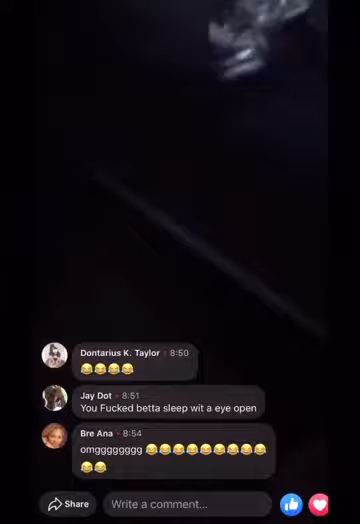 Dontarius K. Taylor • 8:50
😂😂😂😂
Jay Dot • 8:51
You Fucked betta sleep wit a eye open
Bre Ana • 8:54
omggggggggg 😂😂😂😂😂😂😂😂😂
😂😂
Share
Write a comment...